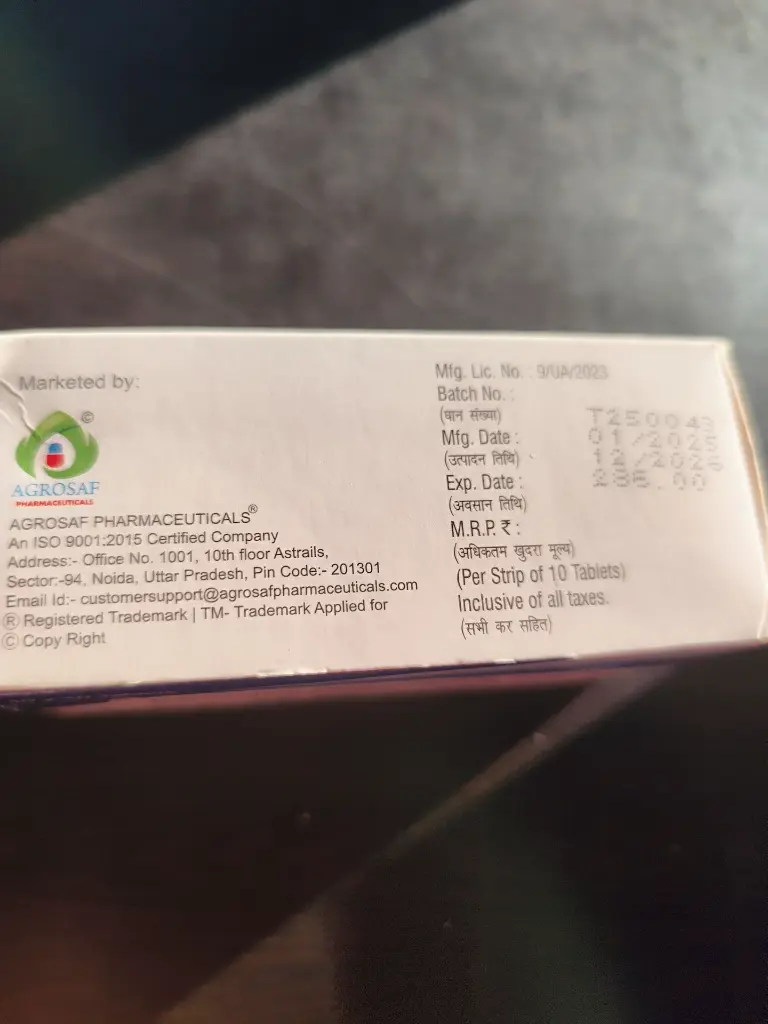 Marketed by:
©
AGROSAF
PHARMACEUTICALS
AGROSAF PHARMACEUTICALS®
An ISO 9001:2015 Certified Company
Address:- Office No. 1001, 10th floor Astrails,
Sector:-94, Noida, Uttar Pradesh, Pin Code:- 201301
Email Id:- customersupport@agrosafpharmaceuticals.com
® Registered Trademark | TM- Trademark Applied for
© Copy Right
Mfg. Lic. No. : 9/UA/2023
Batch No. :
(घान संख्या)
Mfg. Date :
(उत्पादन तिथि)
Exp. Date :
(अवसान तिथि)
M.R.P. ₹ :
(अधिकतम खुदरा मूल्य)
(Per Strip of 10 Tablets)
Inclusive of all taxes.
(सभी कर सहित)
T250043
01/2025
12/2026